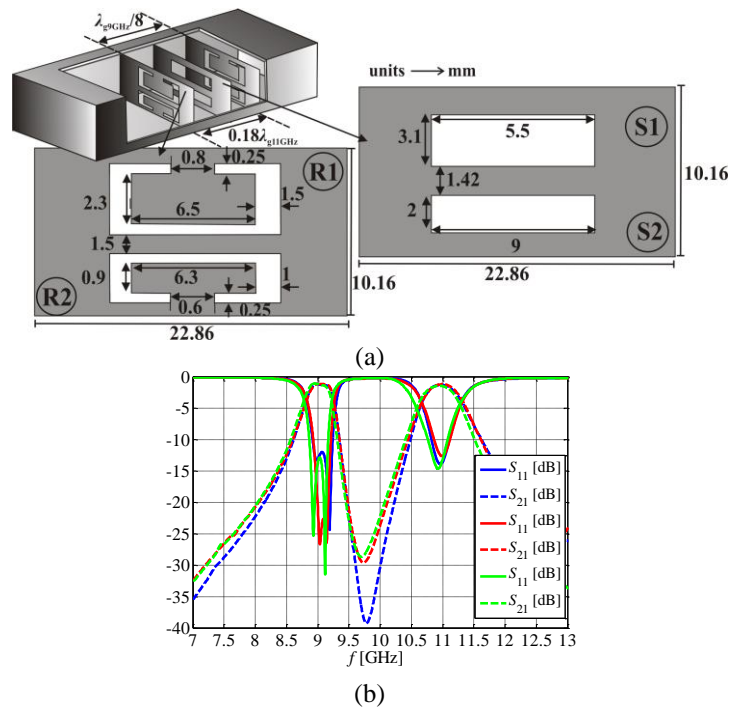 λg9GHz/8
0.18λg11GHz
units → mm
0.8
0.25
R1
2.3
1.5
6.5
1.5
10.16
0.9
6.3
1
R2
0.6
0.25
22.86
5.5
S1
3.1
1.42
10.16
2
S2
9
22.86
(a)
0
-5
-10
-15
-20
-25
-30
-35
-40
S11 [dB]
S21 [dB]
S11 [dB]
S21 [dB]
S11 [dB]
S21 [dB]
7 7.5 8 8.5 9 9.5 10 10.5 11 11.5 12 12.5 13
f [GHz]
(b)